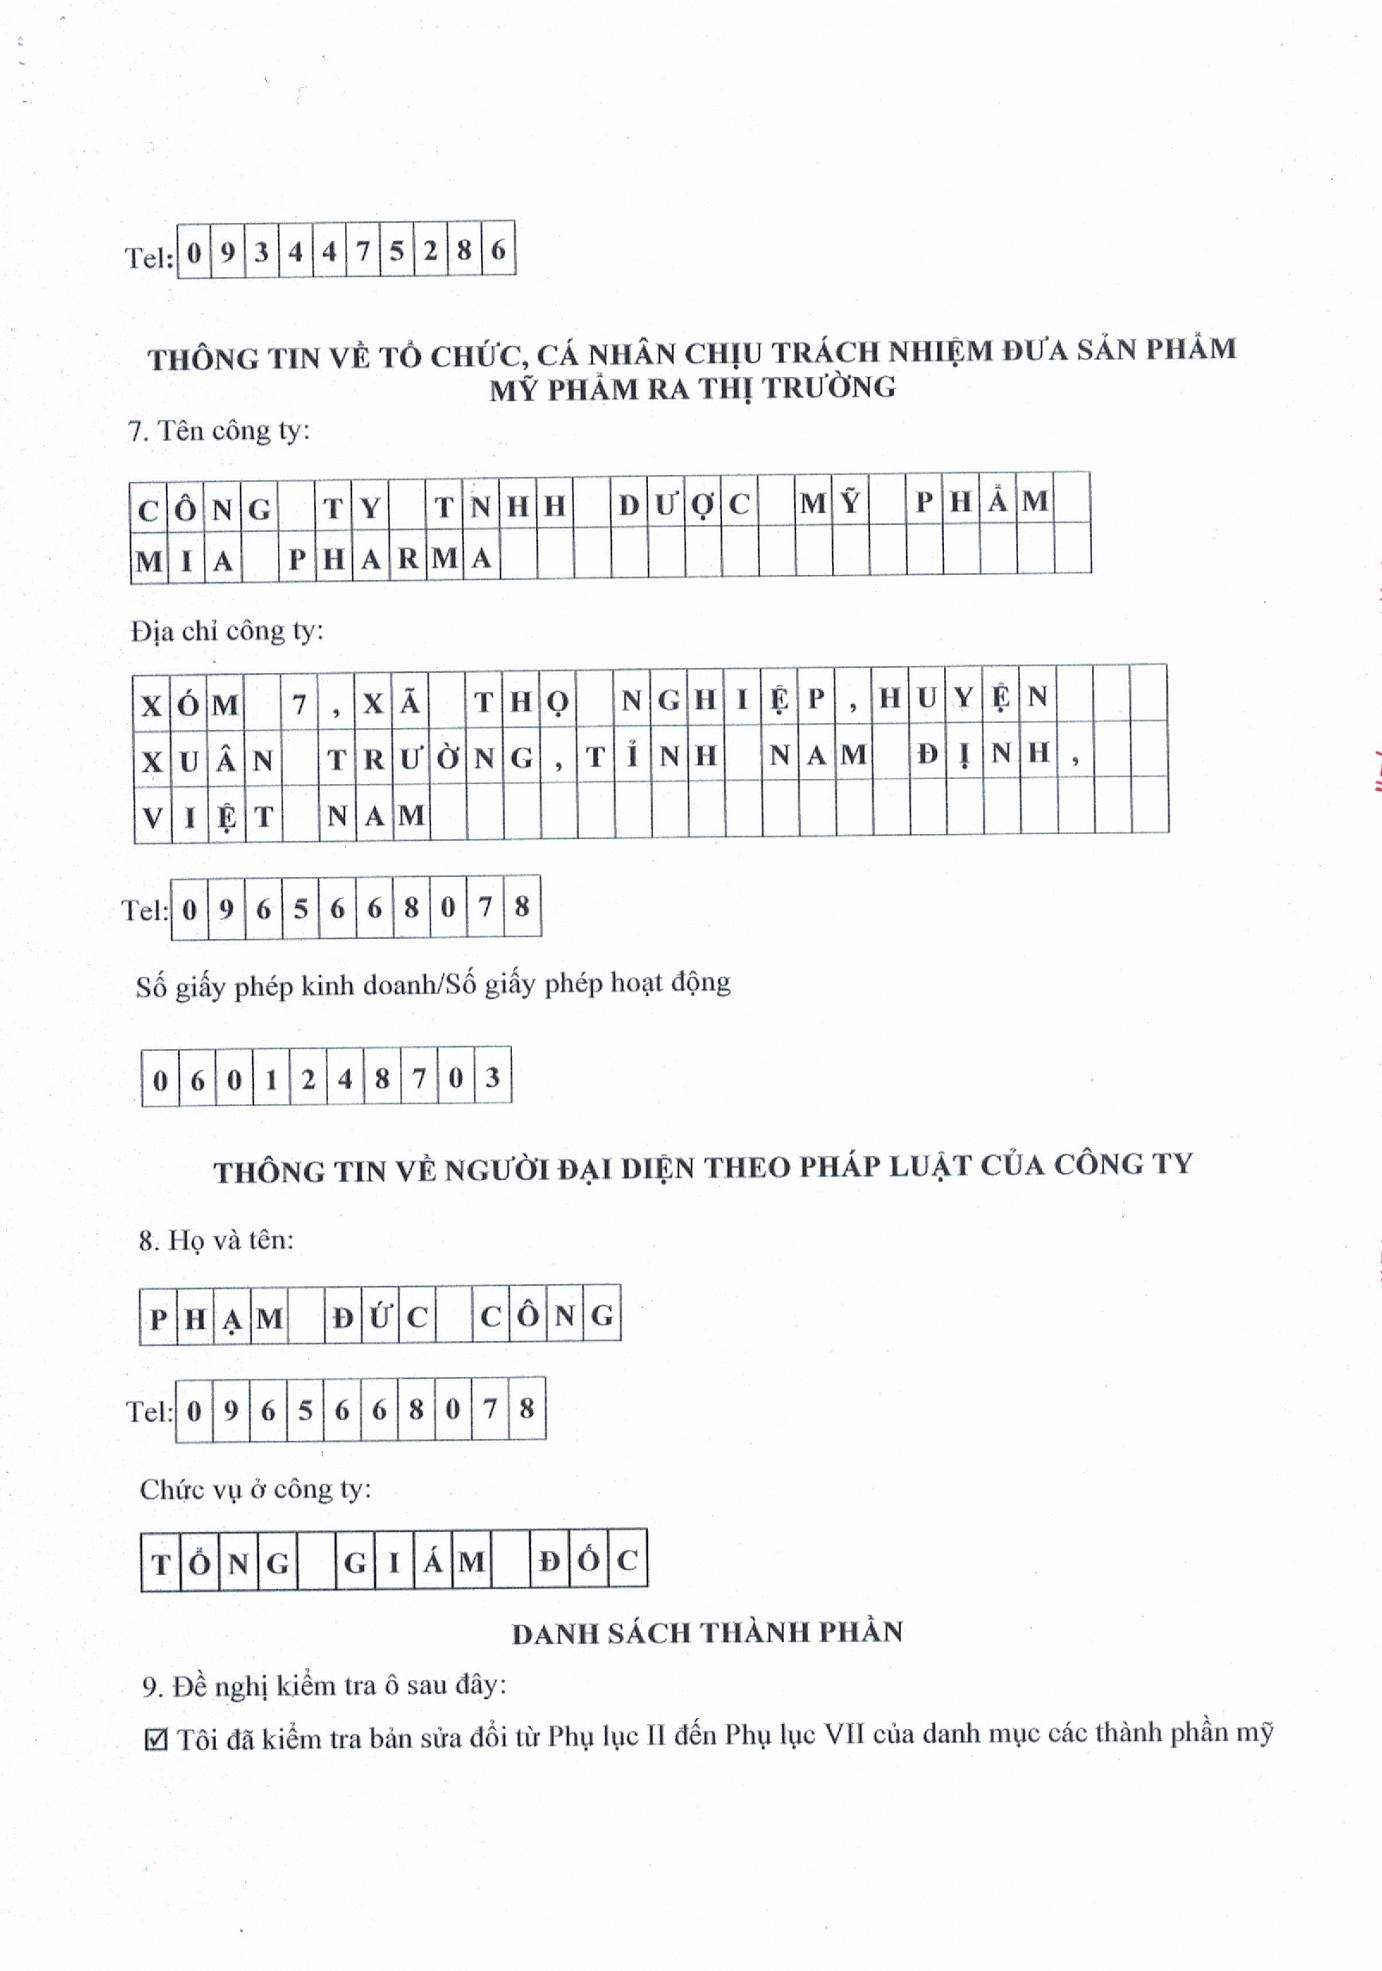 Tel: 0934475286
THÔNG TIN VỀ TỔ CHỨC, CÁ NHÂN CHỊU TRÁCH NHIỆM ĐƯA SẢN PHẨM
MỸ PHẨM RA THỊ TRƯỜNG
7. Tên công ty:
CÔNG TY TNHH DƯỢC MỸ PHẨM
MIA PHARMA
Địa chỉ công ty:
XÓM 7, XÃ THỌ NGHIỆP, HUYỆN
XUÂN TRƯỜNG, TỈNH NAM ĐỊNH,
VIỆT NAM
Tel: 0965668078
Số giấy phép kinh doanh/Số giấy phép hoạt động
0601248703
THÔNG TIN VỀ NGƯỜI ĐẠI DIỆN THEO PHÁP LUẬT CỦA CÔNG TY
8. Họ và tên:
PHẠM ĐỨC CÔNG
Tel: 0965668078
Chức vụ ở công ty:
TỔNG GIÁM ĐỐC
DANH SÁCH THÀNH PHẦN
9. Đề nghị kiểm tra ô sau đây:
☑ Tôi đã kiểm tra bản sửa đổi từ Phụ lục II đến Phụ lục VII của danh mục các thành phần mỹ